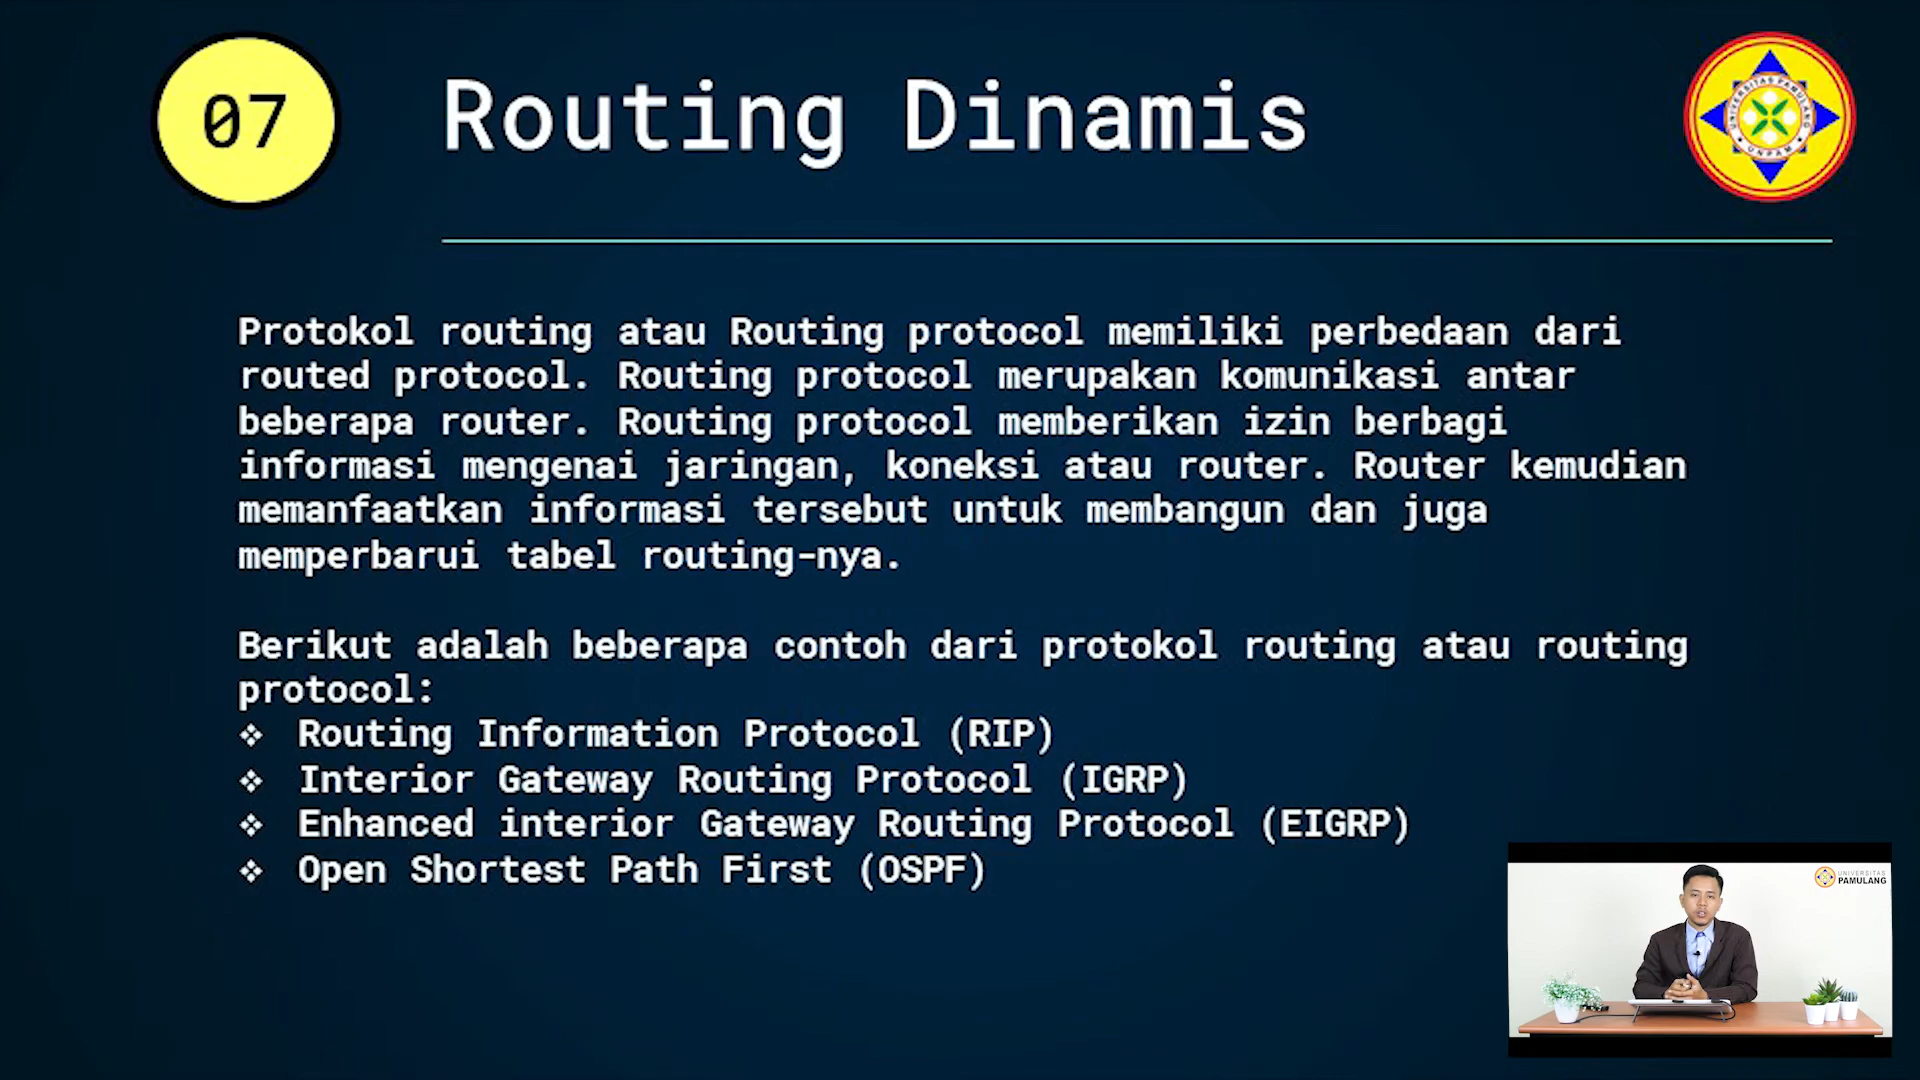 07
Routing Dinamis
UNIVERSITAS PAMULANG
UNPAM
Protokol routing atau Routing protocol memiliki perbedaan dari
routed protocol. Routing protocol merupakan komunikasi antar
beberapa router. Routing protocol memberikan izin berbagi
informasi mengenai jaringan, koneksi atau router. Router kemudian
memanfaatkan informasi tersebut untuk membangun dan juga
memperbarui tabel routing-nya.
Berikut adalah beberapa contoh dari protokol routing atau routing
protocol:
❖ Routing Information Protocol (RIP)
❖ Interior Gateway Routing Protocol (IGRP)
❖ Enhanced interior Gateway Routing Protocol (EIGRP)
❖ Open Shortest Path First (OSPF)
UNIVERSITAS
PAMULANG